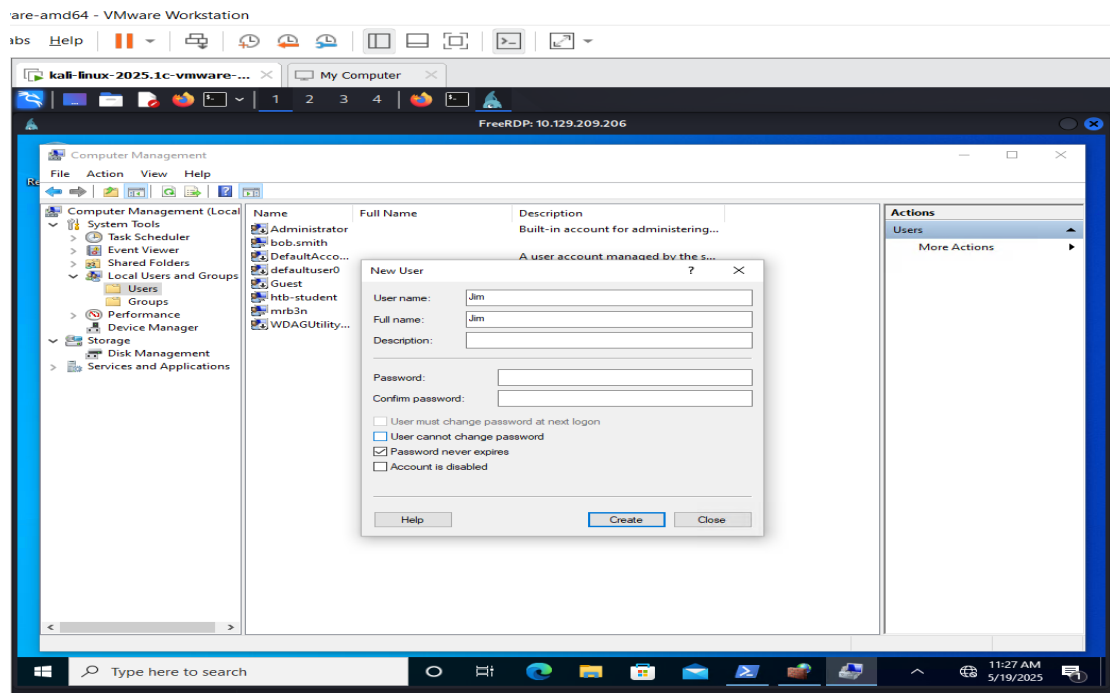 are-amd64 - VMware Workstation
abs Help
kali-linux-2025.1c-vmware-... My Computer
1 2 3 4
FreeRDP: 10.129.209.206
Computer Management
File Action View Help
Computer Management (Local
System Tools
Task Scheduler
Event Viewer
Shared Folders
Local Users and Groups
Users
Groups
Performance
Device Manager
Storage
Disk Management
Services and Applications
Name Full Name Description
Administrator Built-in account for administering...
bob.smith
DefaultAcco... A user account managed by the s...
defaultuser0
Guest
htb-student
mrb3n
WDAGUtility...
New User ? 
User name: Jim
Full name: Jim
Description:
Password:
Confirm password:
User must change password at next logon
User cannot change password
Password never expires
Account is disabled
Help Create Close
Actions
Users
More Actions
Type here to search
11:27 AM
5/19/2025
1